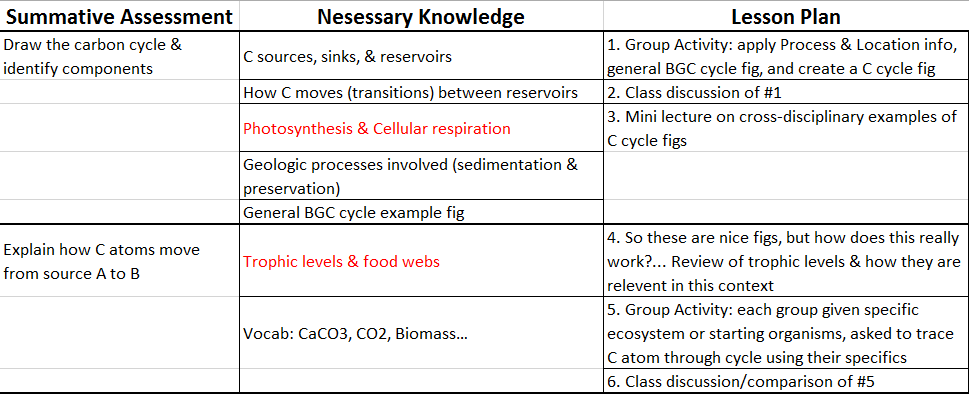 Summative Assessment
Nesessary Knowledge
Lesson Plan
Draw the carbon cycle &
identify components
C sources, sinks, & reservoirs
1. Group Activity: apply Process & Location info,
general BGC cycle fig, and create a C cycle fig
How C moves (transitions) between reservoirs
2. Class discussion of #1
Photosynthesis & Cellular respiration
3. Mini lecture on cross-disciplinary examples of
C cycle figs
Geologic processes involved (sedimentation &
preservation)
General BGC cycle example fig
Explain how C atoms move
from source A to B
Trophic levels & food webs
4. So these are nice figs, but how does this really
work?... Review of trophic levels & how they are
relevent in this context
Vocab: CaCO3, CO2, Biomass…
5. Group Activity: each group given specific
ecosystem or starting organisms, asked to trace
C atom through cycle using their specifics
6. Class discussion/comparison of #5